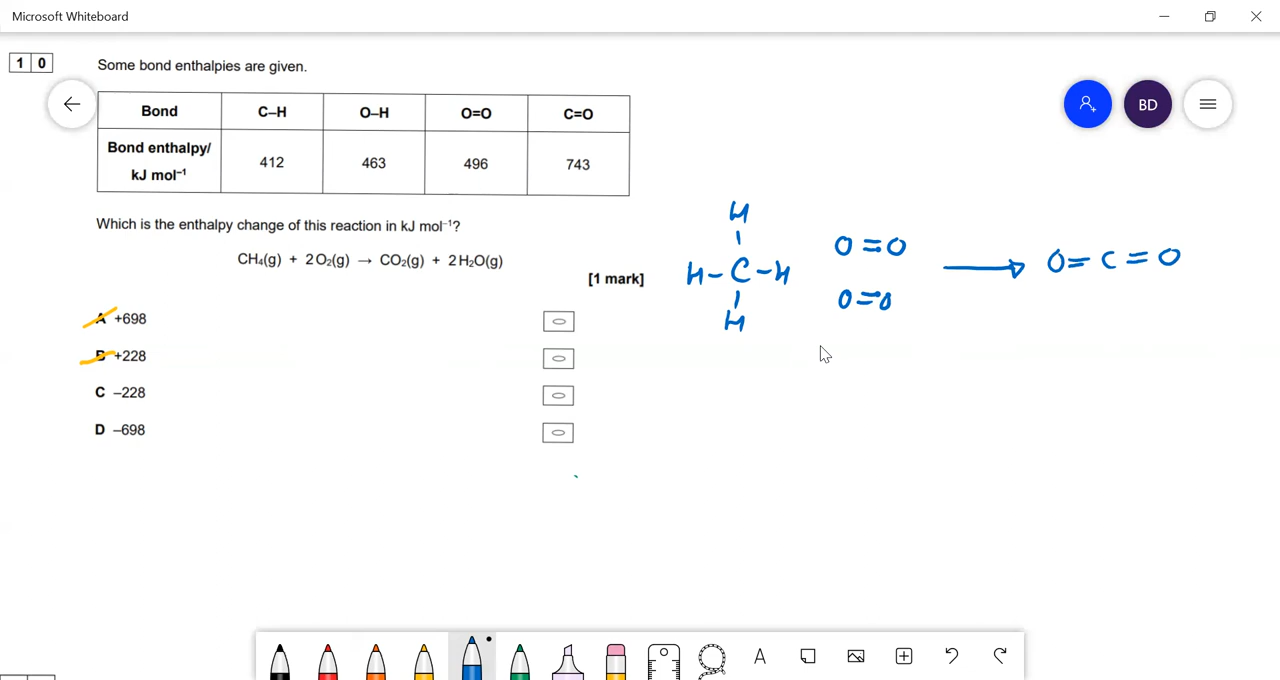 Microsoft Whiteboard
1 0
Some bond enthalpies are given.
Bond C–H O–H O=O C=O
Bond enthalpy/ kJ mol⁻¹ 412 463 496 743
BD
Which is the enthalpy change of this reaction in kJ mol⁻¹?
CH₄(g) + 2O₂(g) → CO₂(g) + 2H₂O(g)
[1 mark]
A +698
B +228
C –228
D –698
H
H–C–H
H
O=O
O=O
→ O=C=O
A